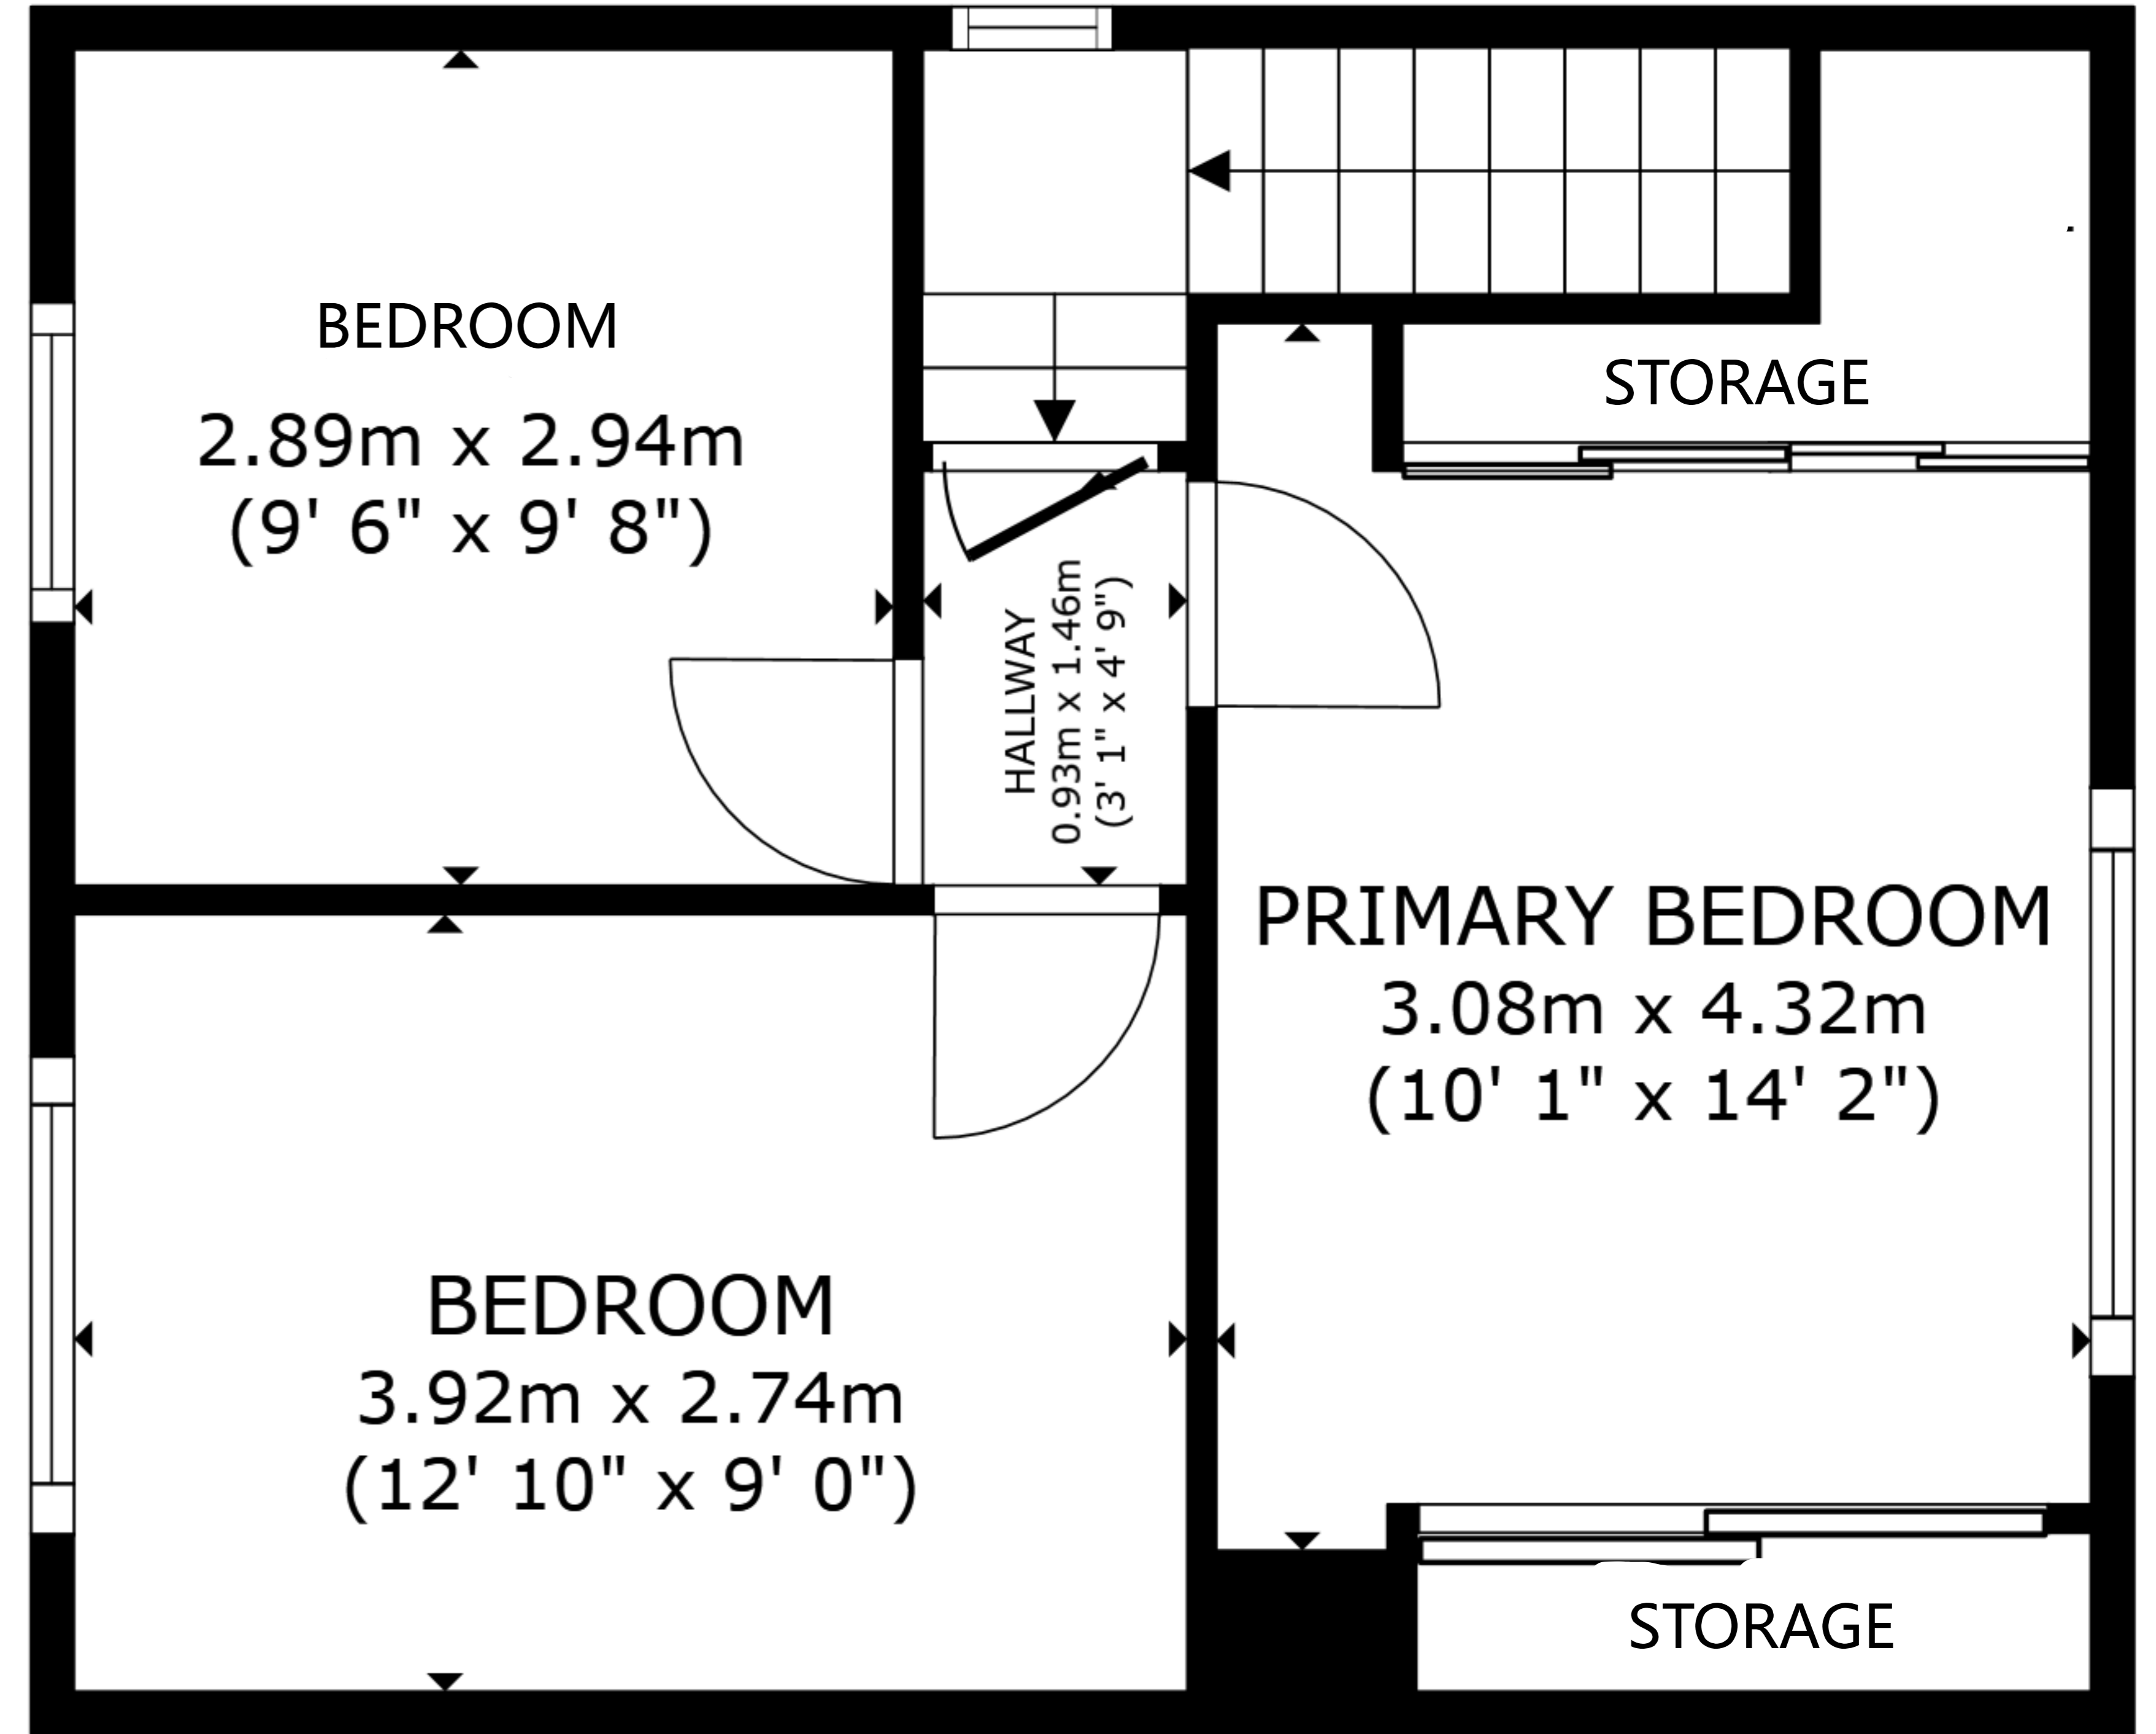 BEDROOM
2.89m x 2.94m
(9' 6" x 9' 8")
STORAGE
HALLWAY
0.93m x 1.46m
(3' 1" x 4' 9")
PRIMARY BEDROOM
3.08m x 4.32m
(10' 1" x 14' 2")
BEDROOM
3.92m x 2.74m
(12' 10" x 9' 0")
STORAGE